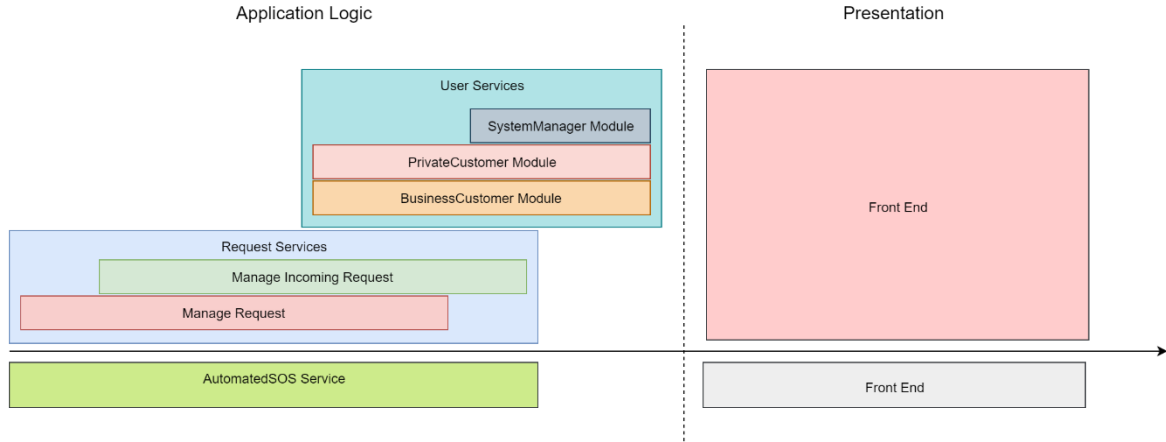 Application Logic
Presentation
User Services
SystemManager Module
PrivateCustomer Module
BusinessCustomer Module
Front End
Request Services
Manage Incoming Request
Manage Request
AutomatedSOS Service
Front End